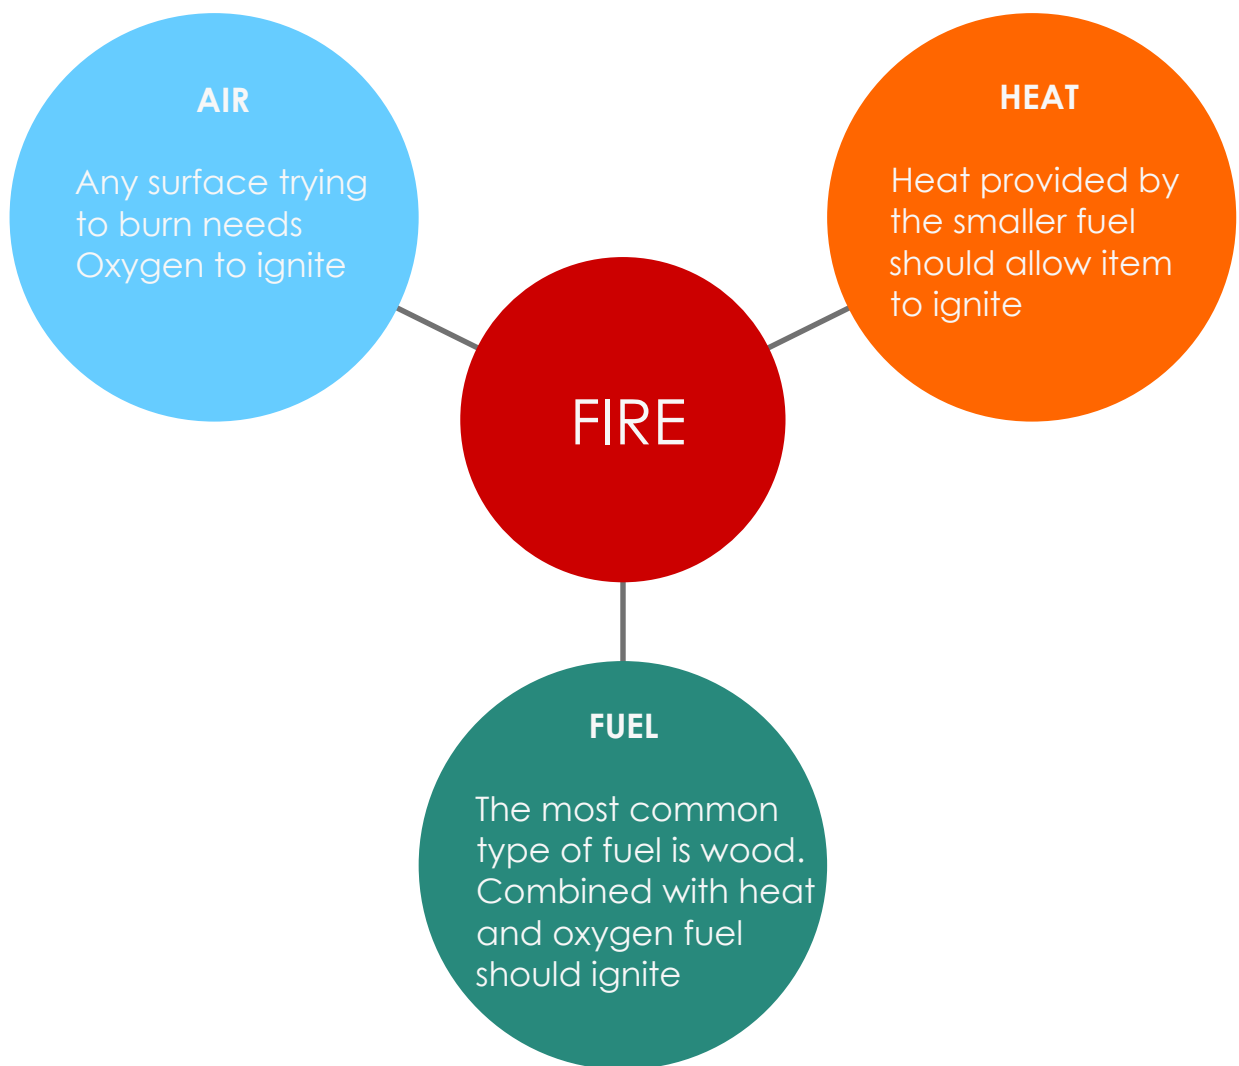 AIR
Any surface trying
to burn needs
Oxygen to ignite
HEAT
Heat provided by
the smaller fuel
should allow item
to ignite
FIRE
FUEL
The most common
type of fuel is wood.
Combined with heat
and oxygen fuel
should ignite